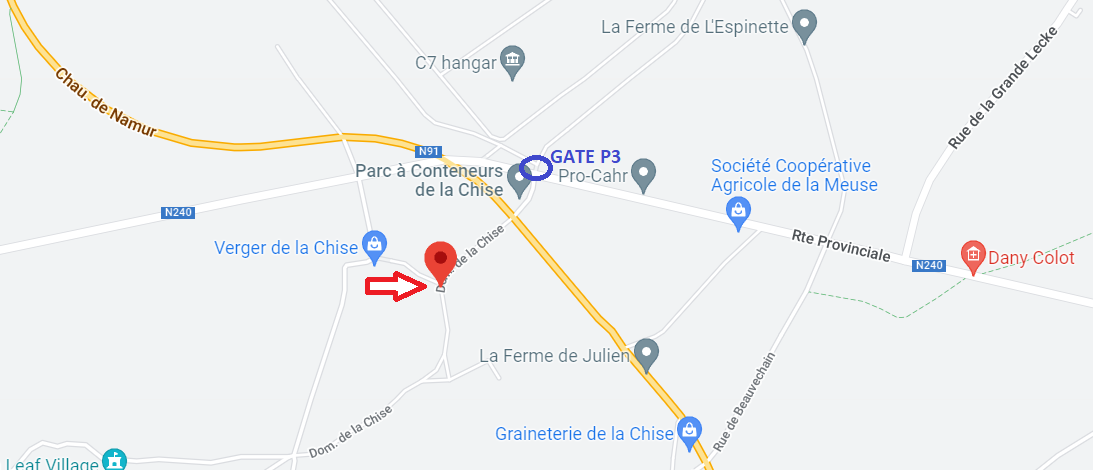 La Ferme de L'Espinette
Rue de la Grande Lecke
C7 hangar
Chau. de Namur
N91
GATE P3
Parc à Conteneurs
de la Chise
Pro-Cahr
Société Coopérative
Agricole de la Meuse
N240
Verger de la Chise
Dom. de la Chise
Rte Provinciale
N240
Dany Colot
La Ferme de Julien
Rue de Beauvechain
Dom. de la Chise
Graineterie de la Chise
Leaf Village